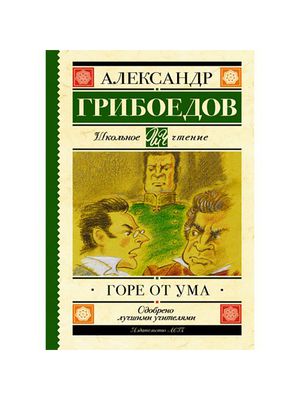 АЛЕКСАНДР
ГРИБОЕДОВ
Школьное чтение
ГОРЕ ОТ УМА
Одобрено
лучшими учителями
Издательство АСТ